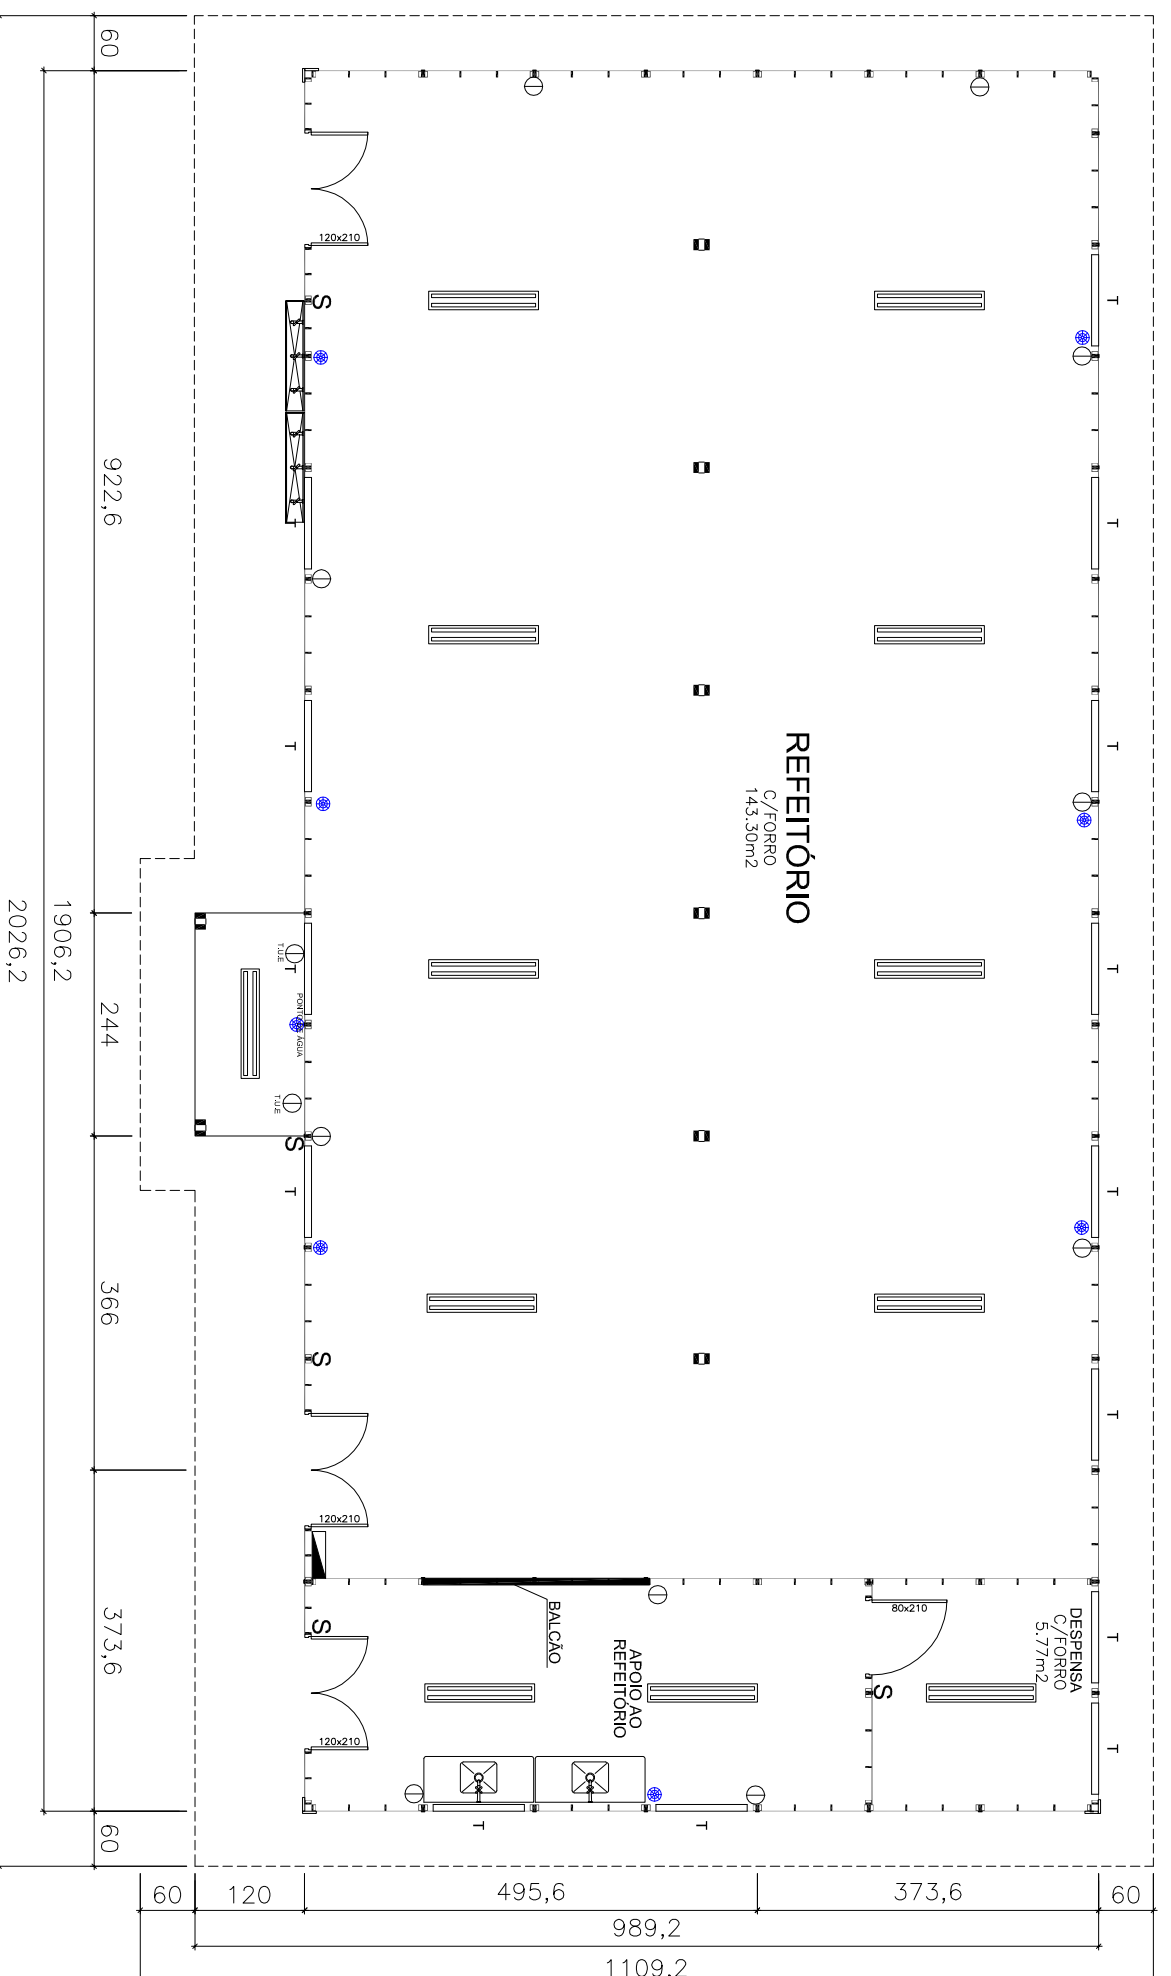 REFEITÓRIO
C/FORRO
143.30m2
DESPENSA
C/FORRO
5.77m2
APOIO AO
REFEITÓRIO
BALCÃO
80x210
120x210
120x210
120x210
T.U.E
T.U.E
S
S
S
S
S
T
T
T
T
T
T
T
T
T
T
T
T
T
T
60
922,6
244
366
373,6
60
1906,2
2026,2
60
120
495,6
373,6
60
989,2
1109,2